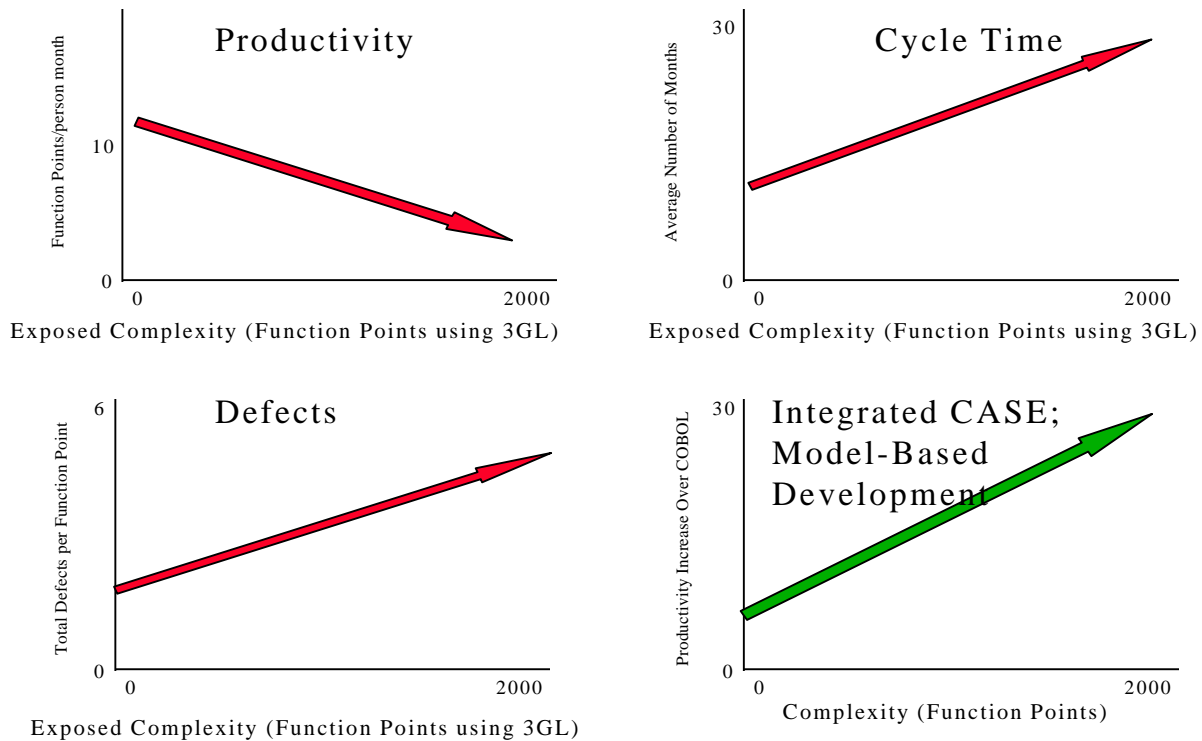 Productivity
Function Points/person month
10
0
0
2000
Exposed Complexity (Function Points using 3GL)
Cycle Time
Average Number of Months
30
0
0
2000
Exposed Complexity (Function Points using 3GL)
Defects
Total Defects per Function Point
6
0
0
2000
Exposed Complexity (Function Points using 3GL)
Integrated CASE;
Model-Based
Development
Productivity Increase Over COBOL
30
0
0
2000
Complexity (Function Points)